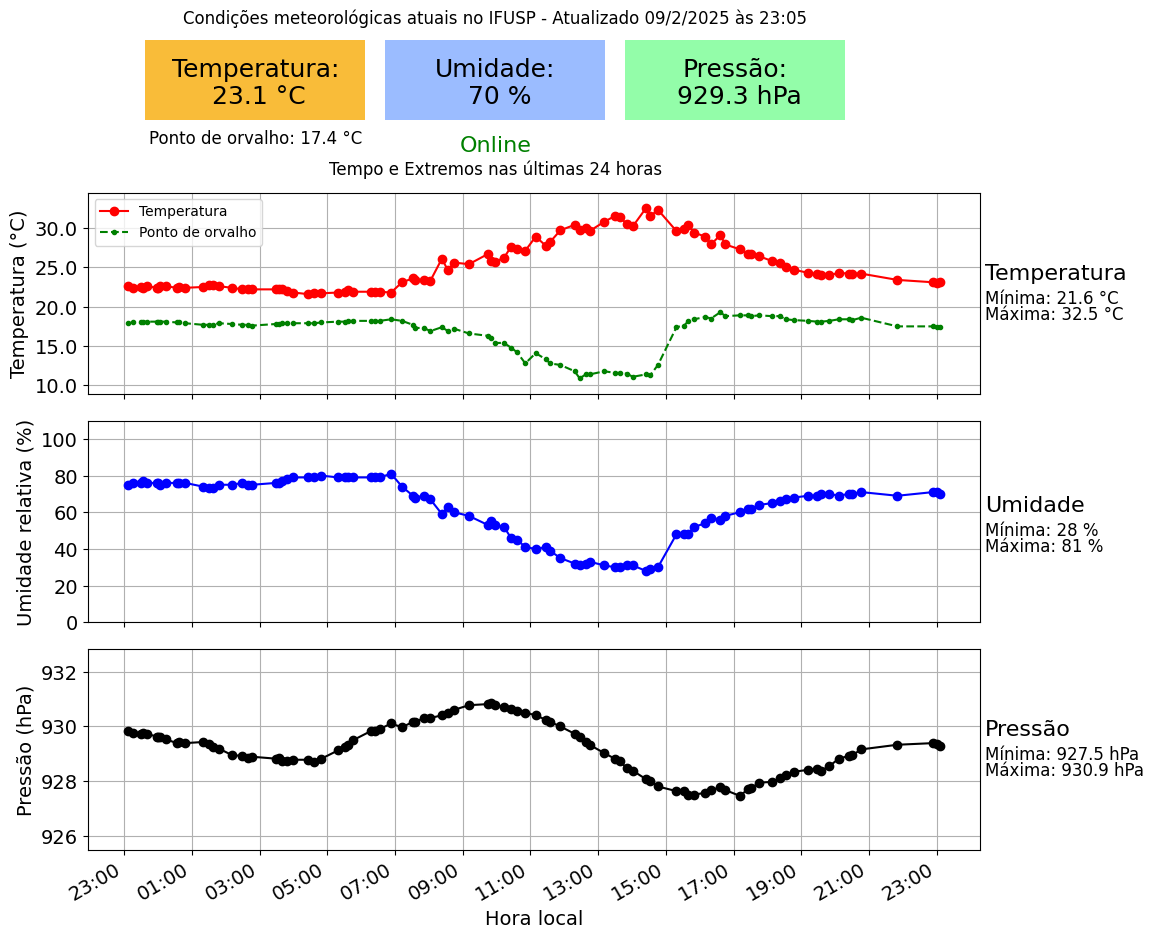 Condições meteorológicas atuais no IFUSP - Atualizado 09/2/2025 às 23:05
Temperatura:
23.1 °C
Umidade:
70 %
Pressão:
929.3 hPa
Ponto de orvalho: 17.4 °C
Online
Tempo e Extremos nas últimas 24 horas
Temperatura (°C)
30.0
25.0
20.0
15.0
10.0
Temperatura
Ponto de orvalho
Temperatura
Mínima: 21.6 °C
Máxima: 32.5 °C
Umidade relativa (%)
100
80
60
40
20
0
Umidade
Mínima: 28 %
Máxima: 81 %
Pressão (hPa)
932
930
928
926
Pressão
Mínima: 927.5 hPa
Máxima: 930.9 hPa
23:00 01:00 03:00 05:00 07:00 09:00 11:00 13:00 15:00 17:00 19:00 21:00 23:00
Hora local